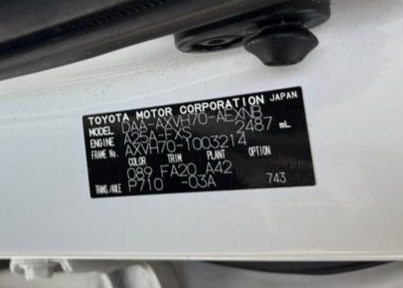 TOYOTA MOTOR CORPORATION JAPAN
MODEL DAA-AXVH70-AEXNB
ENGINE A25A-FXS 2487 mL
FRAME No. AXVH70-1003214
COLOR TRIM PLANT OPTION
089 FA20 A42
TRANS./AXLE P710 -03A 743